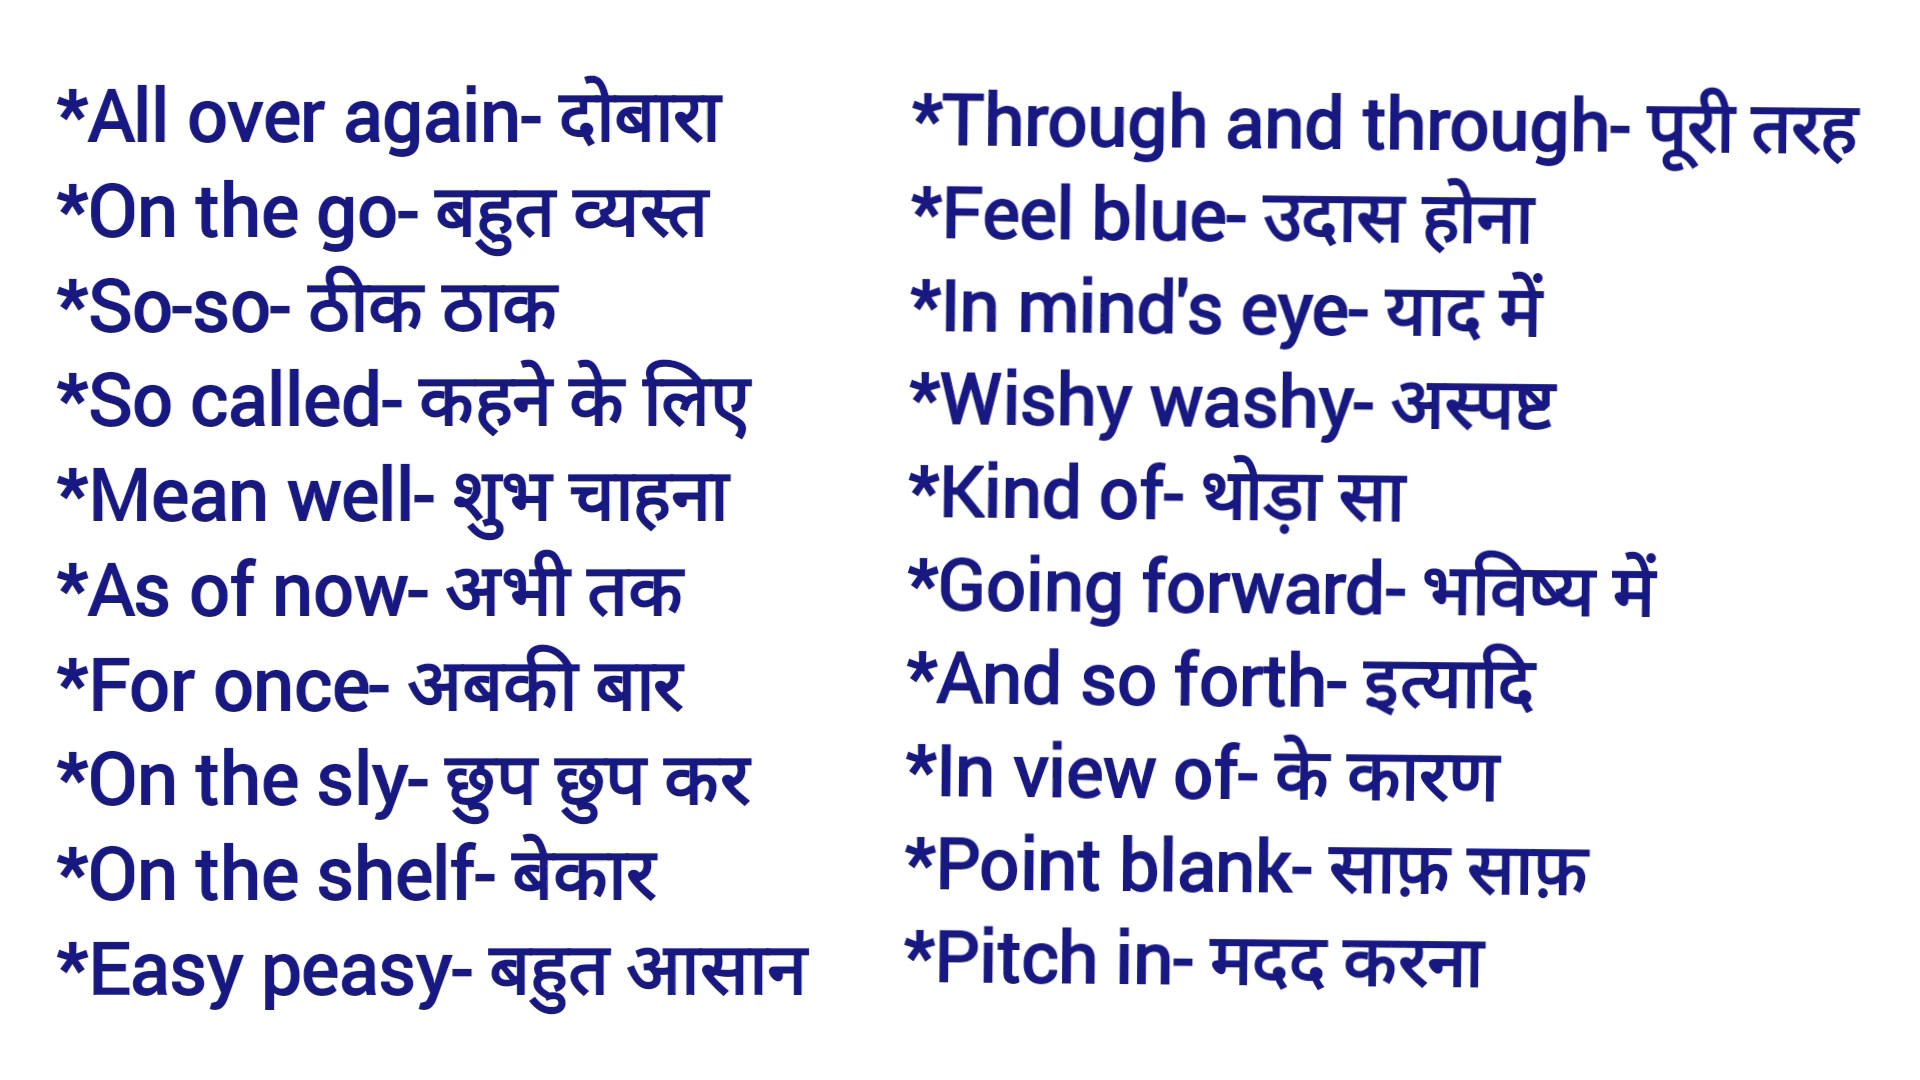 *All over again- दोबारा
*On the go- बहुत व्यस्त
*So-so- ठीक ठाक
*So called- कहने के लिए
*Mean well- शुभ चाहना
*As of now- अभी तक
*For once- अबकी बार
*On the sly- छुप छुप कर
*On the shelf- बेकार
*Easy peasy- बहुत आसान
*Through and through- पूरी तरह
*Feel blue- उदास होना
*In mind's eye- याद में
*Wishy washy- अस्पष्ट
*Kind of- थोड़ा सा
*Going forward- भविष्य में
*And so forth- इत्यादि
*In view of- के कारण
*Point blank- साफ़ साफ़
*Pitch in- मदद करना